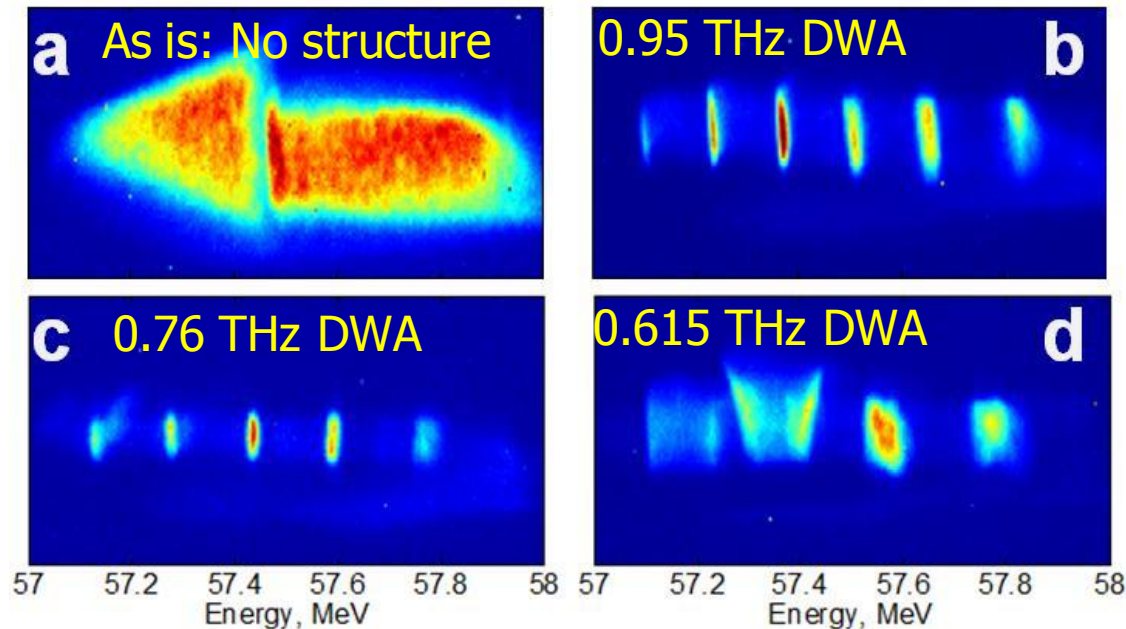 a As is: No structure
0.95 THz DWA b
c 0.76 THz DWA
0.615 THz DWA d
57 57.2 57.4 57.6 57.8 58
Energy, MeV
57 57.2 57.4 57.6 57.8 58
Energy, MeV